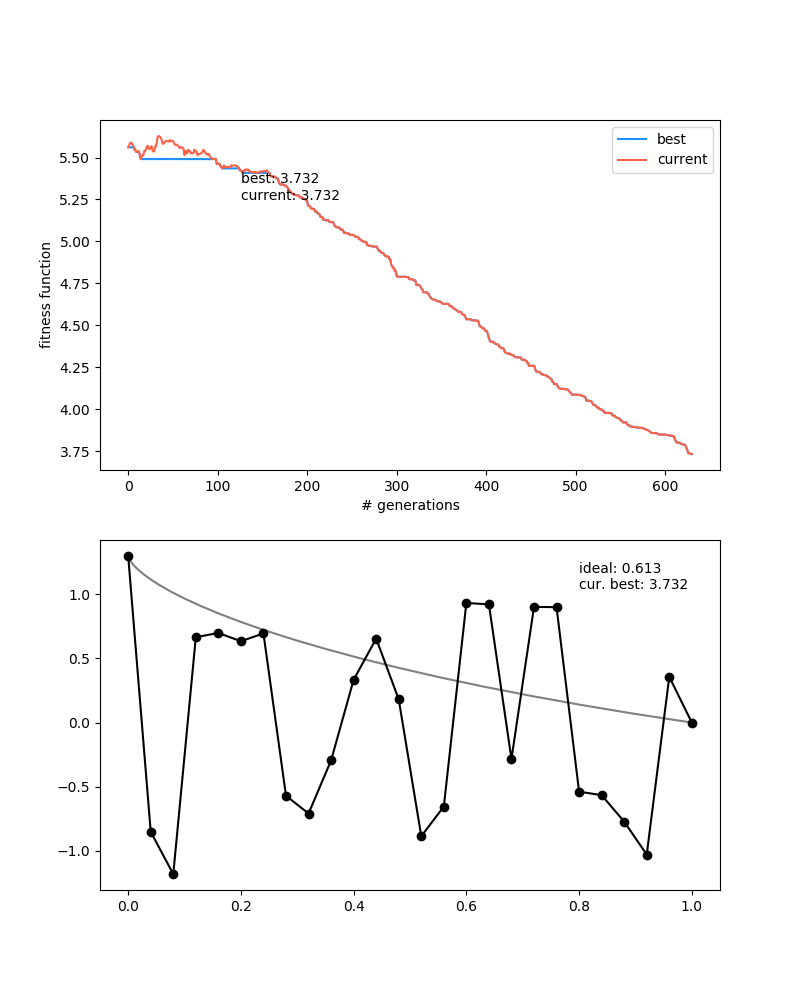 best
current
best: 3.732
current: 3.732
fitness function
5.50
5.25
5.00
4.75
4.50
4.25
4.00
3.75
0 100 200 300 400 500 600
# generations
ideal: 0.613
cur. best: 3.732
1.0
0.5
0.0
−0.5
−1.0
0.0 0.2 0.4 0.6 0.8 1.0